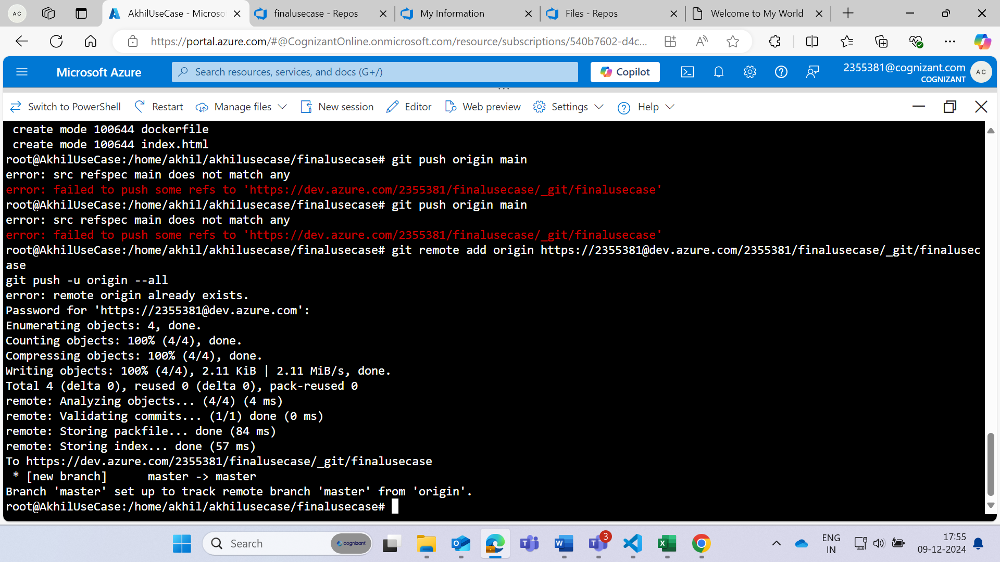 AC
AkhilUseCase - Microso
finalusecase - Repos
My Information
Files - Repos
Welcome to My World
https://portal.azure.com/#@CognizantOnline.onmicrosoft.com/resource/subscriptions/540b7602-d4c...
Microsoft Azure
Search resources, services, and docs (G+/)
Copilot
2355381@cognizant.com
COGNIZANT
AC
Switch to PowerShell
Restart
Manage files
New session
Editor
Web preview
Settings
Help
create mode 100644 dockerfile
create mode 100644 index.html
root@AkhilUseCase:/home/akhil/akhilusecase/finalusecase# git push origin main
error: src refspec main does not match any
error: failed to push some refs to 'https://dev.azure.com/2355381/finalusecase/_git/finalusecase'
root@AkhilUseCase:/home/akhil/akhilusecase/finalusecase# git push origin main
error: src refspec main does not match any
error: failed to push some refs to 'https://dev.azure.com/2355381/finalusecase/_git/finalusecase'
root@AkhilUseCase:/home/akhil/akhilusecase/finalusecase# git remote add origin https://2355381@dev.azure.com/2355381/finalusecase/_git/finalusec
ase
git push -u origin --all
error: remote origin already exists.
Password for 'https://2355381@dev.azure.com':
Enumerating objects: 4, done.
Counting objects: 100% (4/4), done.
Compressing objects: 100% (4/4), done.
Writing objects: 100% (4/4), 2.11 KiB | 2.11 MiB/s, done.
Total 4 (delta 0), reused 0 (delta 0), pack-reused 0
remote: Analyzing objects... (4/4) (4 ms)
remote: Validating commits... (1/1) done (0 ms)
remote: Storing packfile... done (84 ms)
remote: Storing index... done (57 ms)
To https://dev.azure.com/2355381/finalusecase/_git/finalusecase
* [new branch]      master -> master
Branch 'master' set up to track remote branch 'master' from 'origin'.
root@AkhilUseCase:/home/akhil/akhilusecase/finalusecase#
Search
cognizant
3
ENG
IN
17:55
09-12-2024